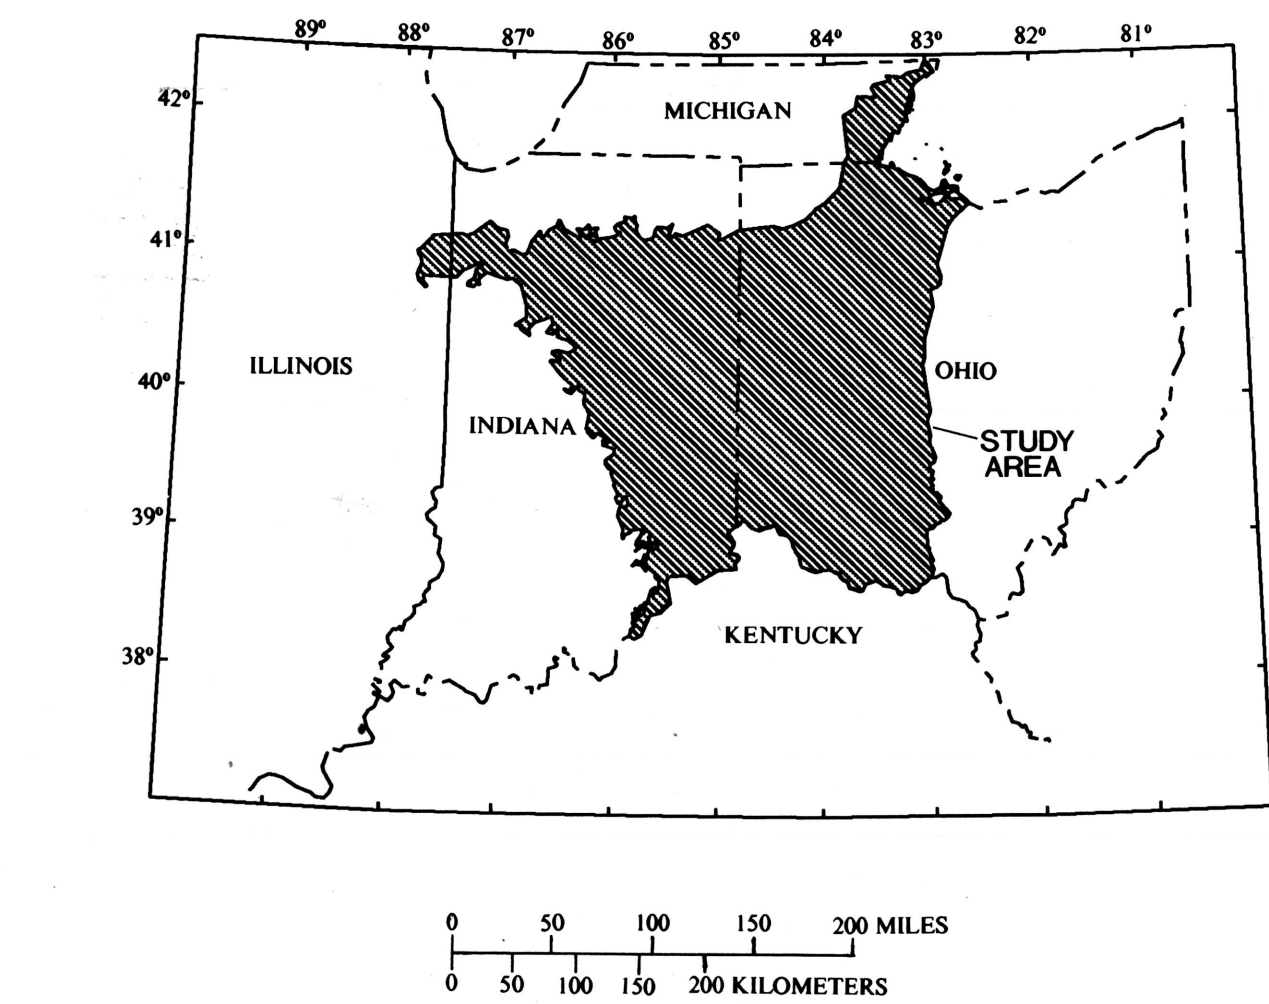 89° 88° 87° 86° 85° 84° 83° 82° 81°
42°
MICHIGAN
41°
ILLINOIS
40°
OHIO
INDIANA
STUDY
AREA
39°
KENTUCKY
38°
0 50 100 150 200 MILES
0 50 100 150 200 KILOMETERS